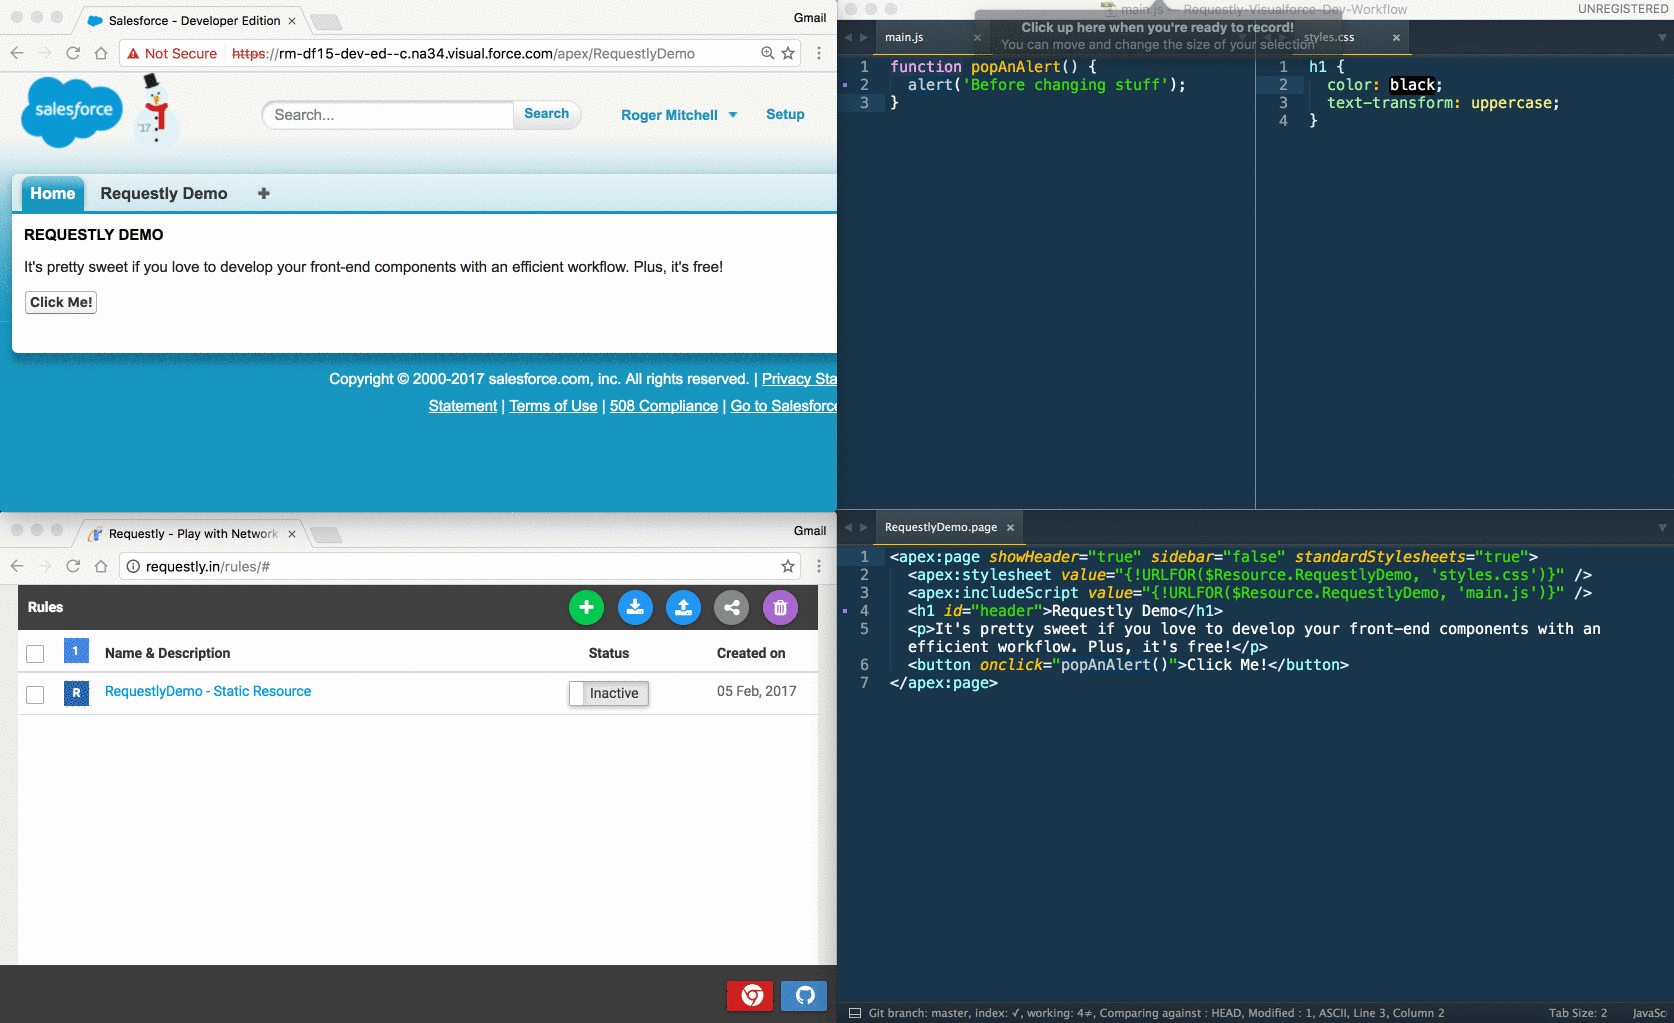 Salesforce - Developer Edition
Gmail
Not Secure https://rm-df15-dev-ed--c.na34.visual.force.com/apex/RequestlyDemo
salesforce
'17
Search...
Search
Roger Mitchell
Setup
Home
Requestly Demo
REQUESTLY DEMO
It's pretty sweet if you love to develop your front-end components with an efficient workflow. Plus, it's free!
Click Me!
Copyright © 2000-2017 salesforce.com, inc. All rights reserved. | Privacy Sta
Statement | Terms of Use | 508 Compliance | Go to Salesforce
Requestly - Play with Network
Gmail
requestly.in/rules/#
Rules
1 Name & Description Status Created on
R RequestlyDemo - Static Resource Inactive 05 Feb, 2017
main.js — Requestly-Visualforce-Dev-Workflow
UNREGISTERED
Click up here when you're ready to record!
You can move and change the size of your selection
main.js
1 function popAnAlert() {
2 alert('Before changing stuff');
3 }
styles.css
1 h1 {
2 color: black;
3 text-transform: uppercase;
4 }
RequestlyDemo.page
1 <apex:page showHeader="true" sidebar="false" standardStylesheets="true">
2 <apex:stylesheet value="{!URLFOR($Resource.RequestlyDemo, 'styles.css')}" />
3 <apex:includeScript value="{!URLFOR($Resource.RequestlyDemo, 'main.js')}" />
4 <h1 id="header">Requestly Demo</h1>
5 <p>It's pretty sweet if you love to develop your front-end components with an
efficient workflow. Plus, it's free!</p>
6 <button onclick="popAnAlert()">Click Me!</button>
7 </apex:page>
Git branch: master, index: ✓, working: 4≠, Comparing against : HEAD, Modified : 1, ASCII, Line 3, Column 2
Tab Size: 2
JavaSc